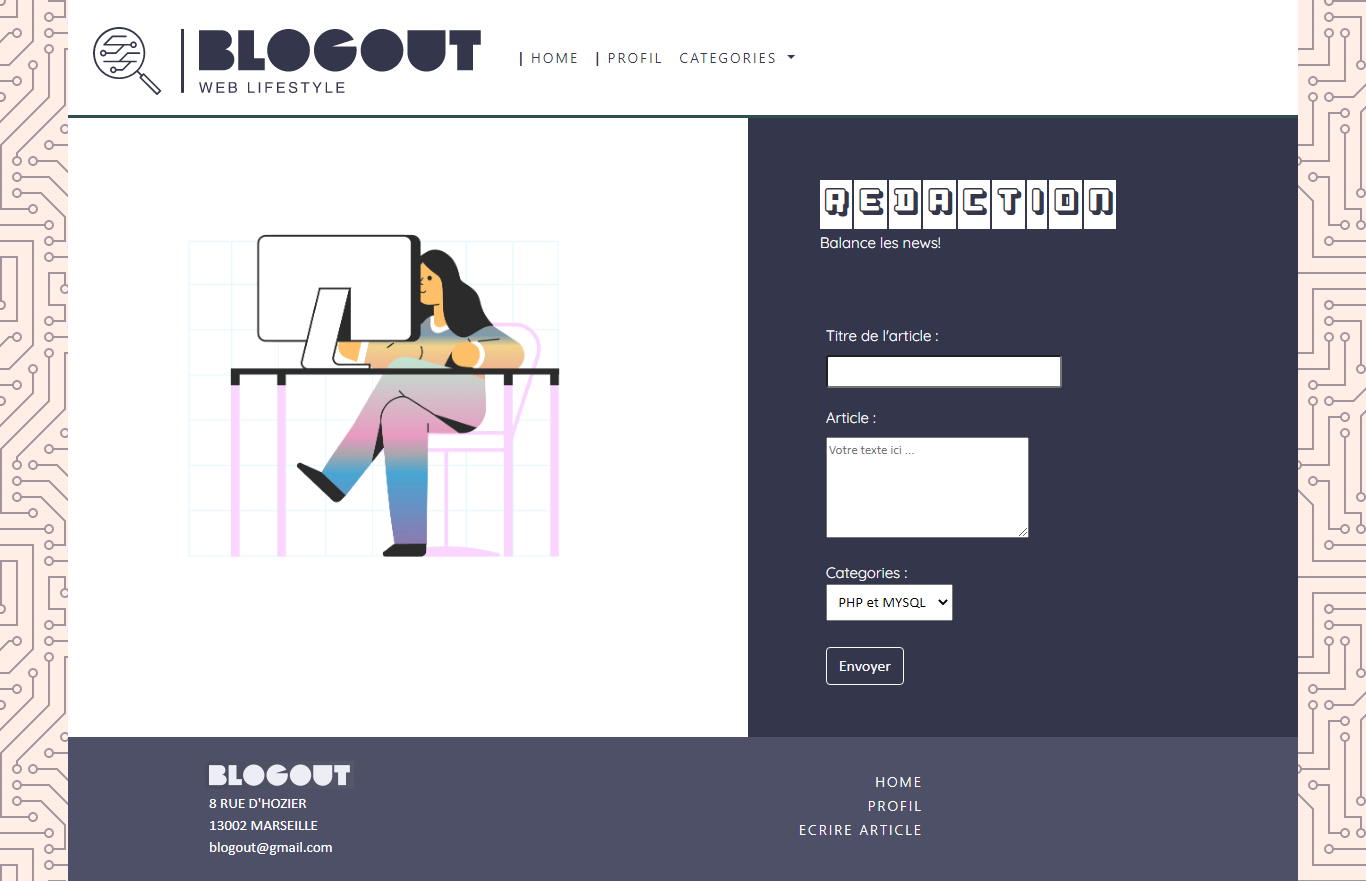 BLOGOUT
WEB LIFESTYLE
| HOME | PROFIL CATEGORIES
REDACTION
Balance les news!
Titre de l'article :
Article :
Votre texte ici ...
Categories :
PHP et MYSQL
Envoyer
BLOGOUT
8 RUE D'HOZIER
13002 MARSEILLE
blogout@gmail.com
HOME
PROFIL
ECRIRE ARTICLE